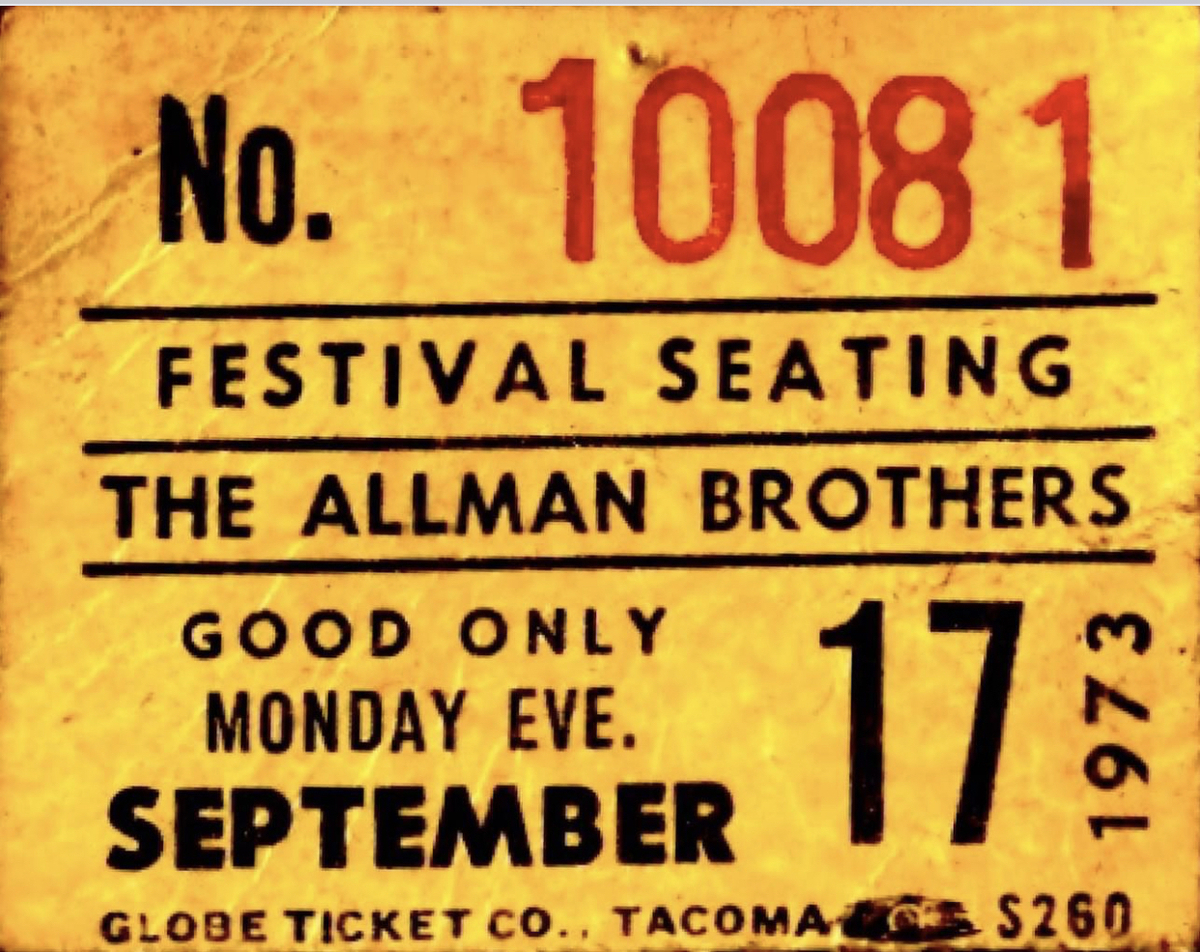 No. 10081
FESTIVAL SEATING
THE ALLMAN BROTHERS
GOOD ONLY
MONDAY EVE.
SEPTEMBER
17
1973
GLOBE TICKET CO., TACOMA S260